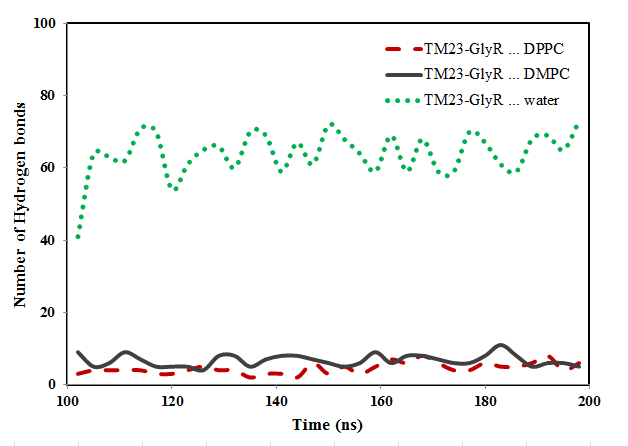 100
80
60
40
20
0
Number of Hydrogen bonds
TM23-GlyR ... DPPC
TM23-GlyR ... DMPC
TM23-GlyR ... water
100 120 140 160 180 200
Time (ns)